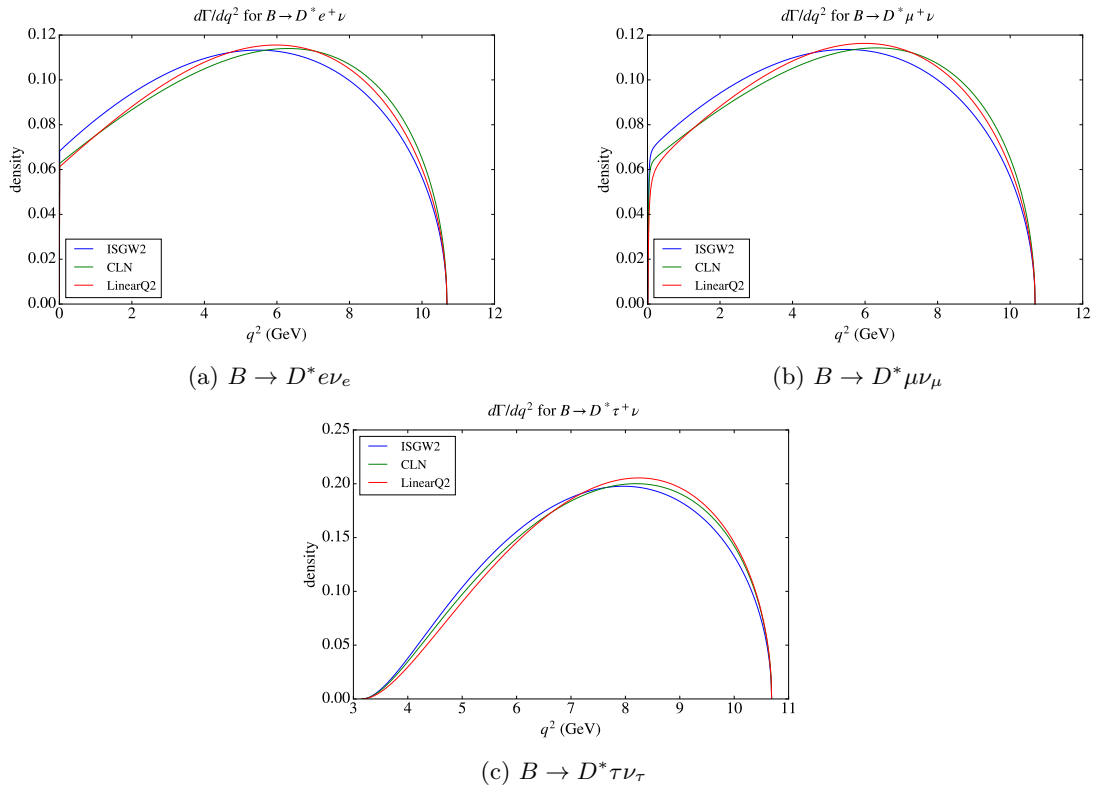 dΓ/dq² for B → D* e⁺ν
density
0.12
0.10
0.08
0.06
0.04
0.02
0.00
ISGW2
CLN
LinearQ2
0 2 4 6 8 10 12
q² (GeV)
(a) B → D*eνₑ
dΓ/dq² for B → D* μ⁺ν
density
0.12
0.10
0.08
0.06
0.04
0.02
0.00
ISGW2
CLN
LinearQ2
0 2 4 6 8 10 12
q² (GeV)
(b) B → D*μν_μ
dΓ/dq² for B → D* τ⁺ν
density
0.25
0.20
0.15
0.10
0.05
0.00
ISGW2
CLN
LinearQ2
3 4 5 6 7 8 9 10 11
q² (GeV)
(c) B → D*τν_τ